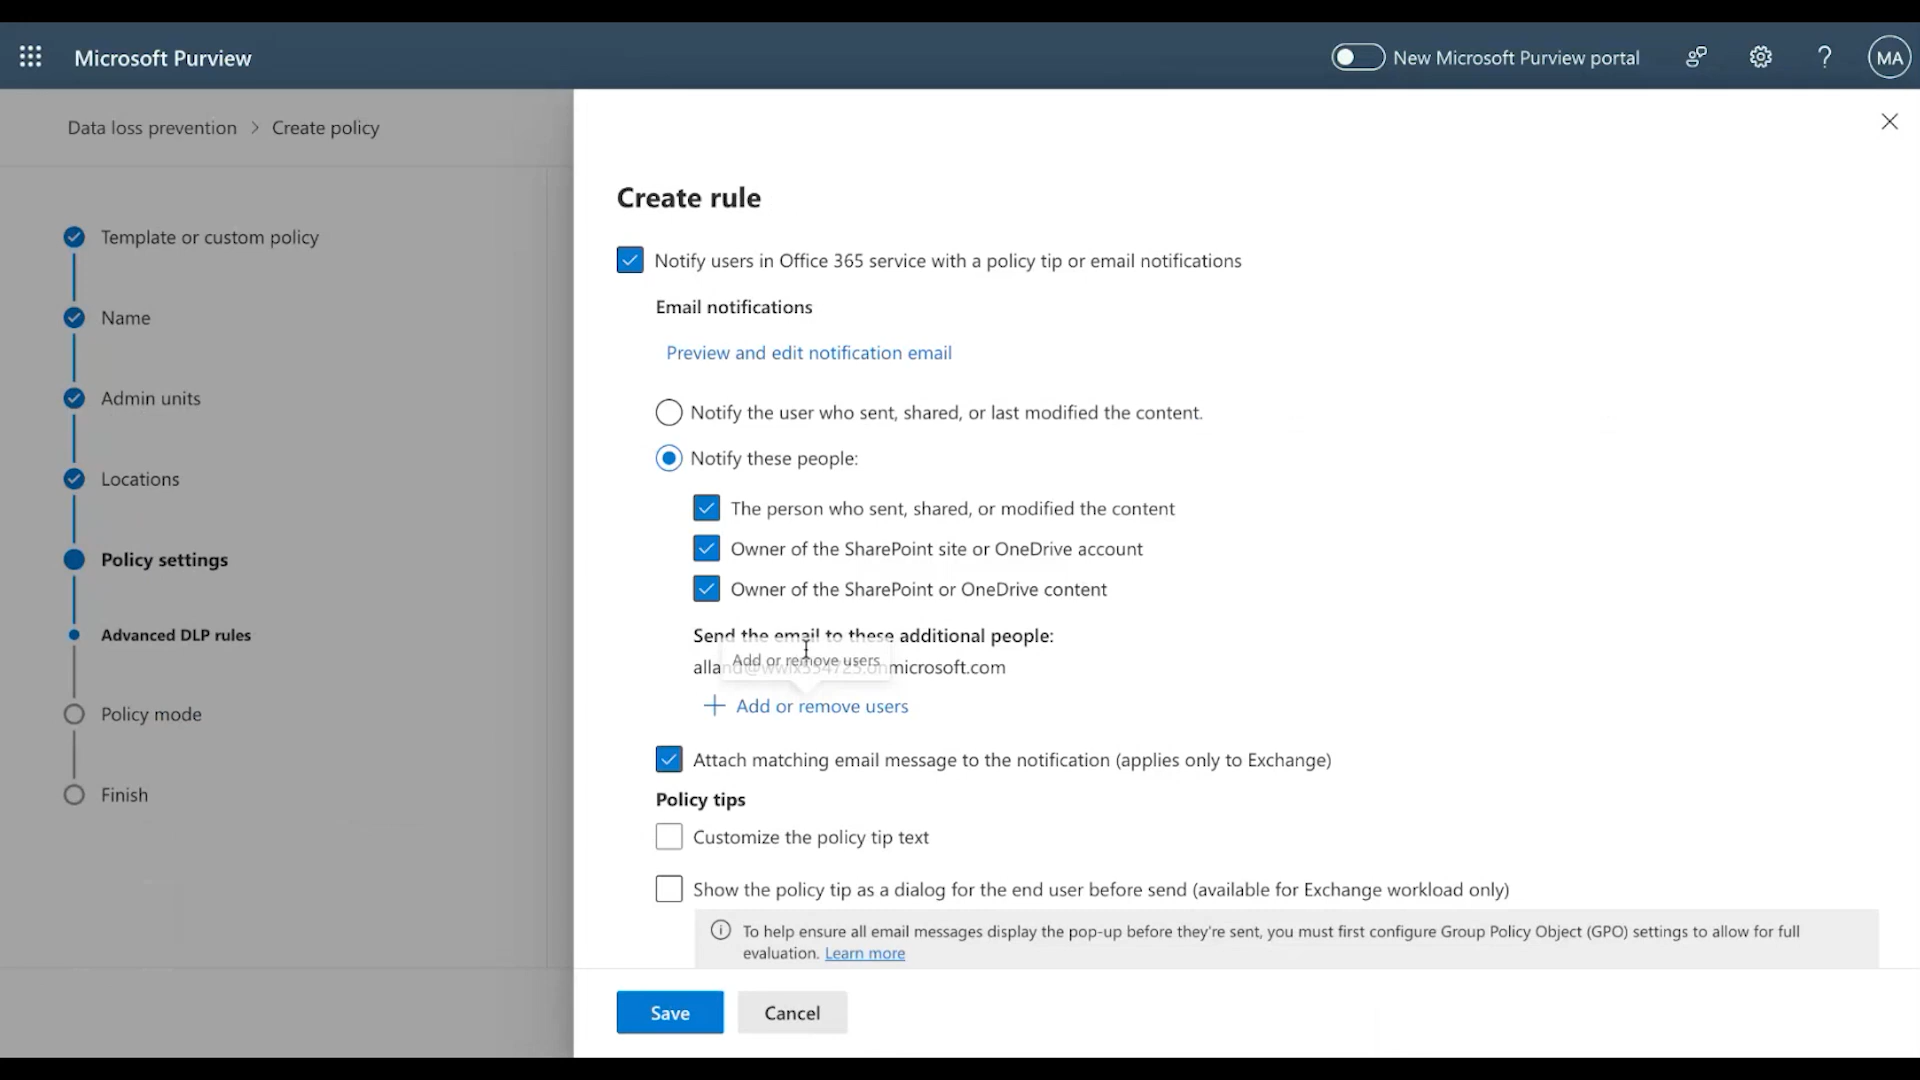 Microsoft Purview
New Microsoft Purview portal
?
MA
Data loss prevention > Create policy
Template or custom policy
Name
Admin units
Locations
Policy settings
Advanced DLP rules
Policy mode
Finish
Create rule
Notify users in Office 365 service with a policy tip or email notifications
Email notifications
Preview and edit notification email
Notify the user who sent, shared, or last modified the content.
Notify these people:
The person who sent, shared, or modified the content
Owner of the SharePoint site or OneDrive account
Owner of the SharePoint or OneDrive content
Send the email to these additional people:
Add or remove users
+ Add or remove users
Attach matching email message to the notification (applies only to Exchange)
Policy tips
Customize the policy tip text
Show the policy tip as a dialog for the end user before send (available for Exchange workload only)
To help ensure all email messages display the pop-up before they're sent, you must first configure Group Policy Object (GPO) settings to allow for full
evaluation. Learn more
Save
Cancel